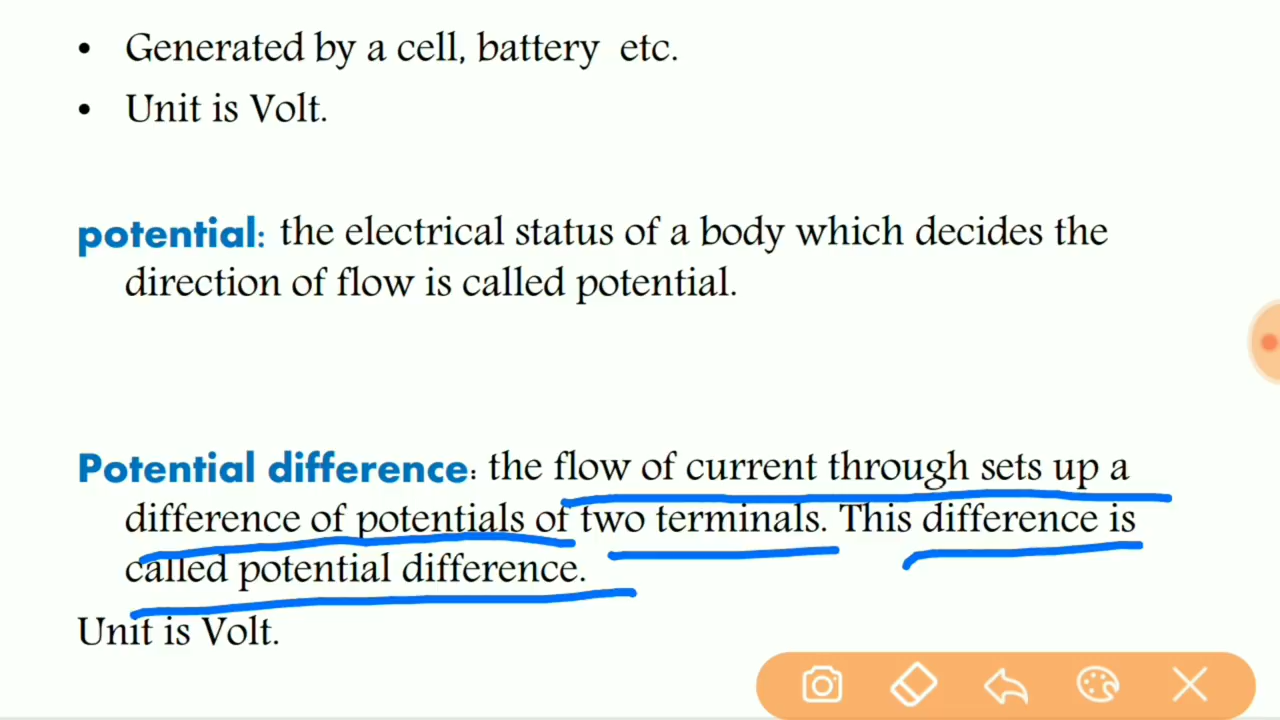 • Generated by a cell, battery etc.
• Unit is Volt.
potential: the electrical status of a body which decides the
direction of flow is called potential.
Potential difference: the flow of current through sets up a
difference of potentials of two terminals. This difference is
called potential difference.
Unit is Volt.